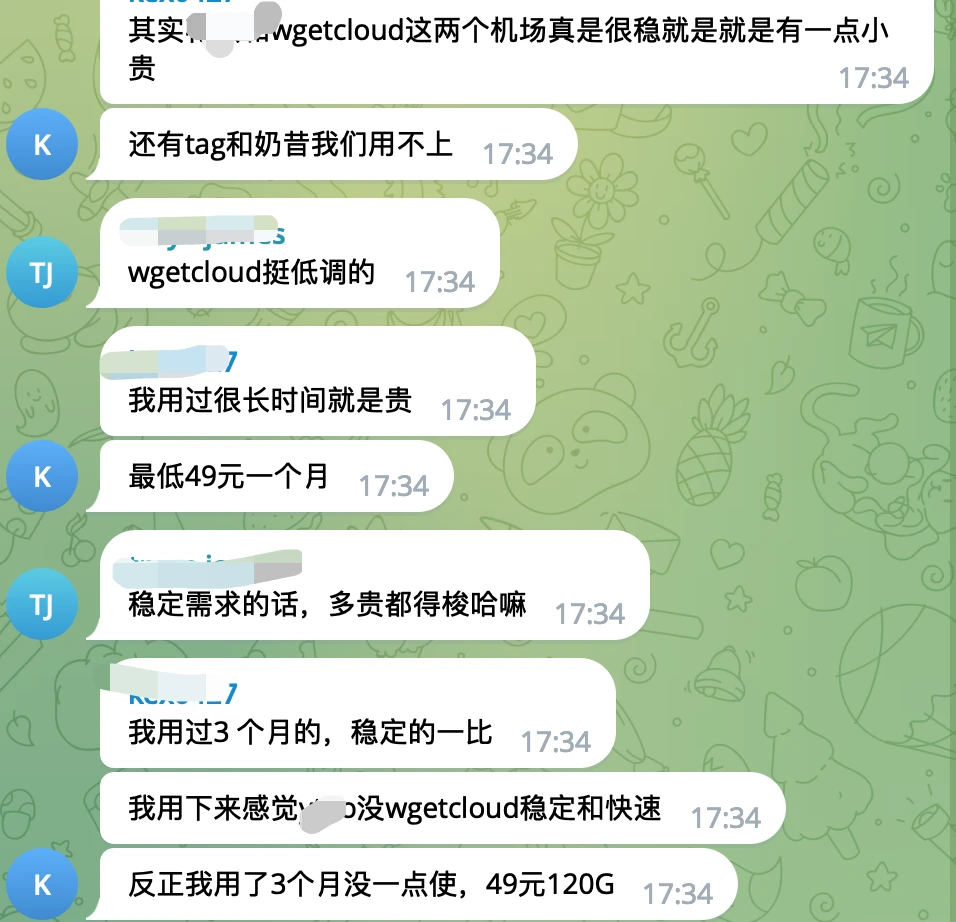 其实
wgetcloud这两个机场真是很稳就是就是有一点小
贵
17:34
K
还有tag和奶昔我们用不上
17:34
TJ
wgetcloud挺低调的
17:34
7
我用过很长时间就是贵
17:34
K
最低49元一个月
17:34
TJ
稳定需求的话，多贵都得梭哈嘛
17:34
7
我用过3 个月的，稳定的一比
17:34
我用下来感觉
没wgetcloud稳定和快速
17:34
K
反正我用了3个月没一点使，49元120G
17:34